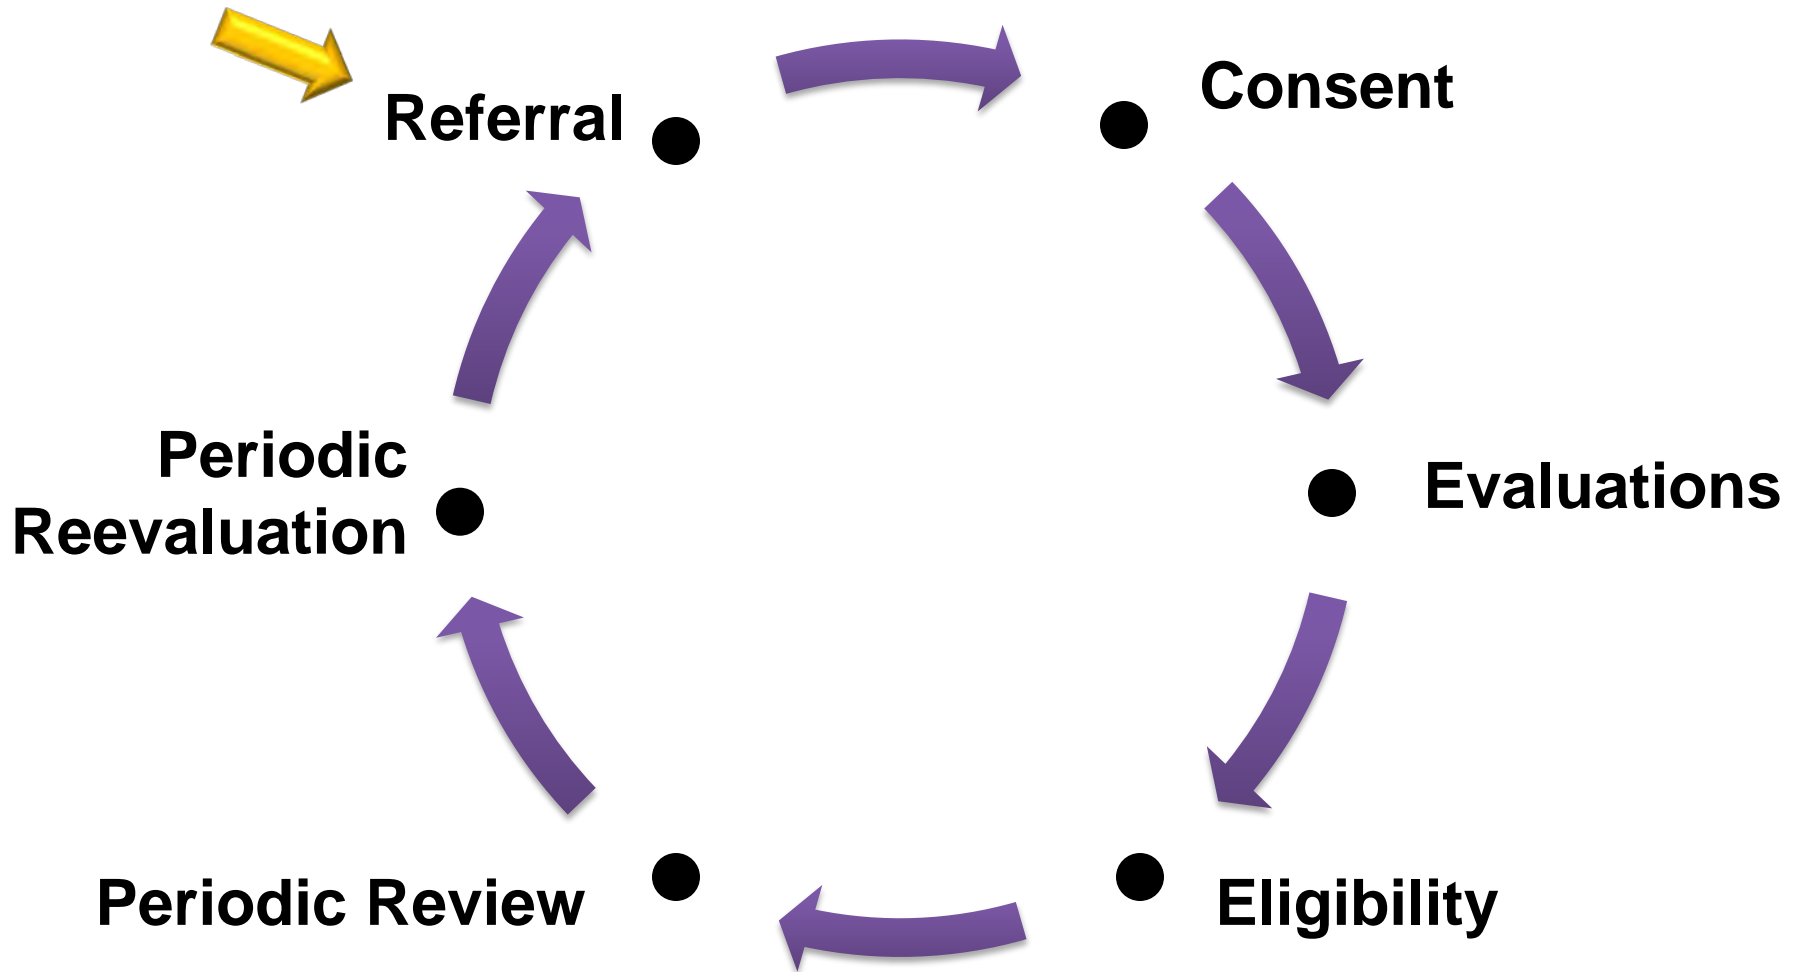 Referral
Consent
Evaluations
Eligibility
Periodic Review
Periodic
Reevaluation